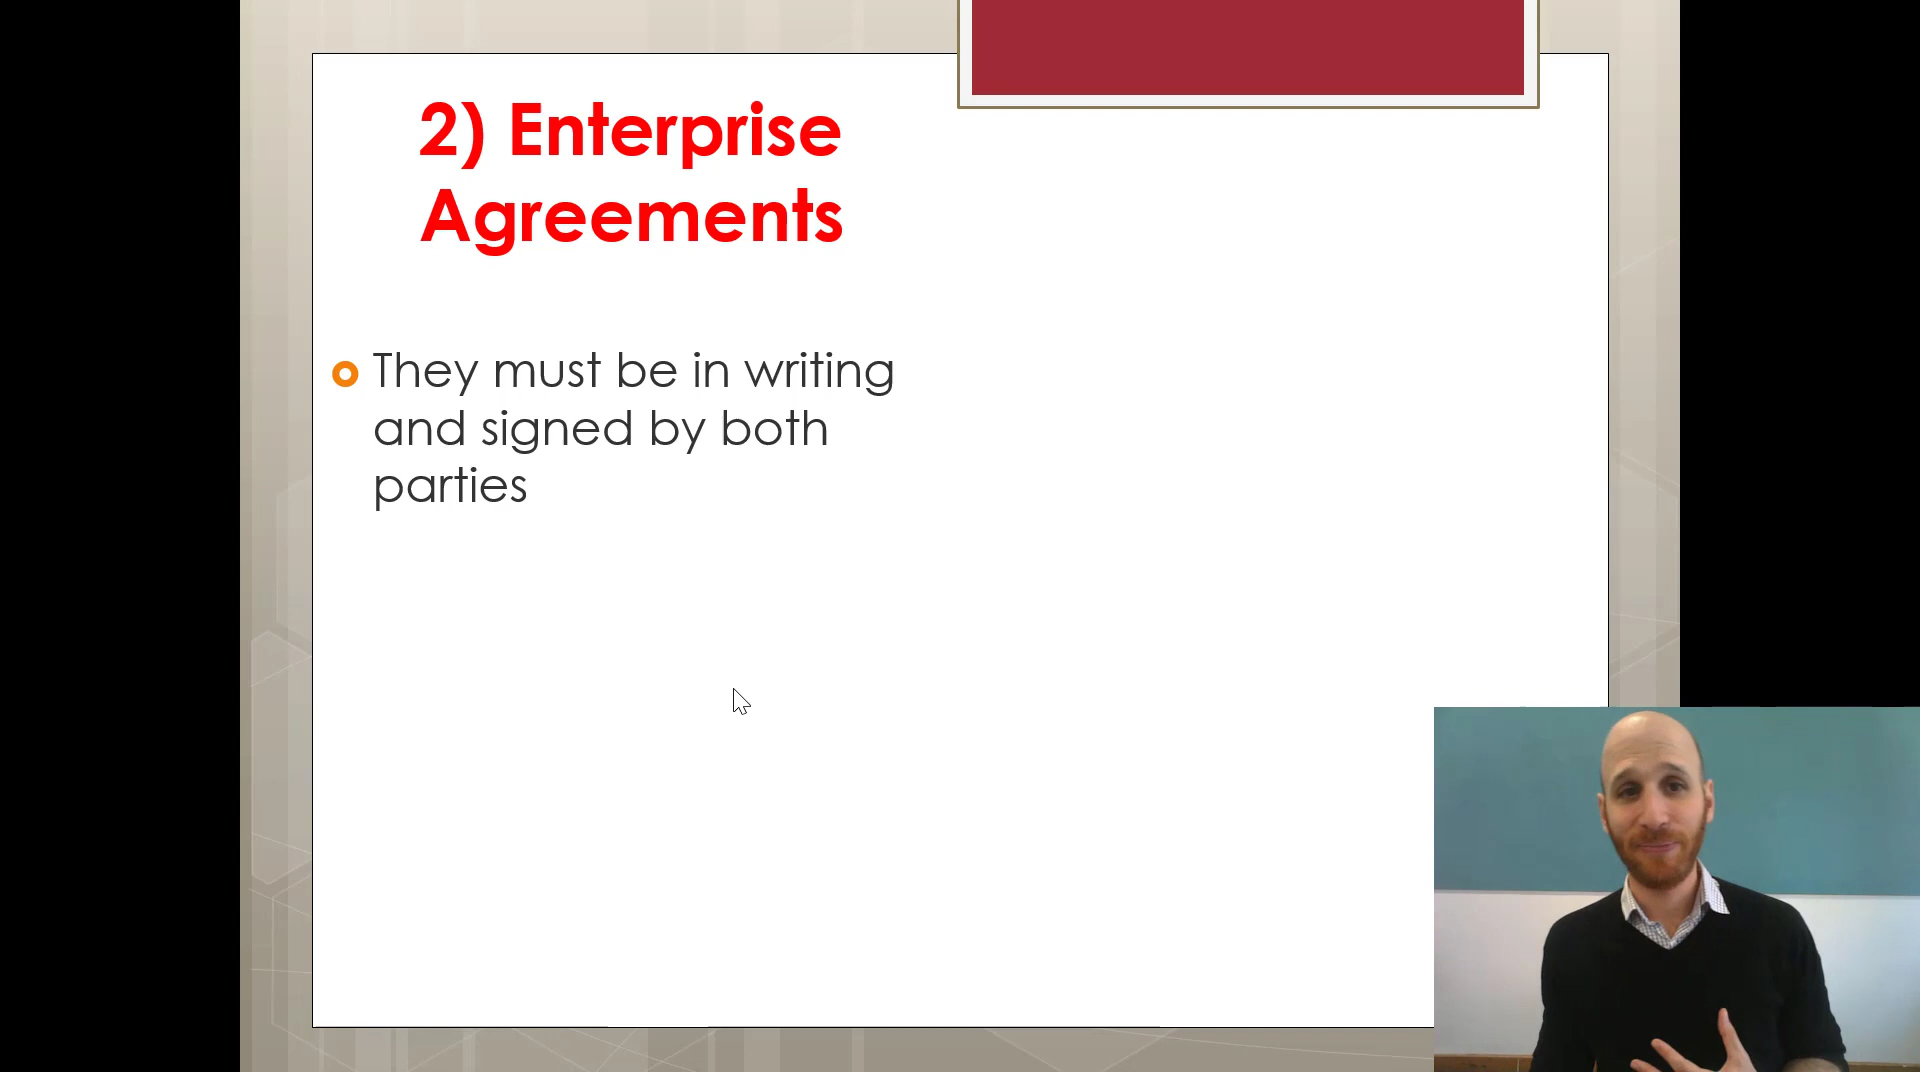 2) Enterprise
Agreements
They must be in writing
and signed by both
parties